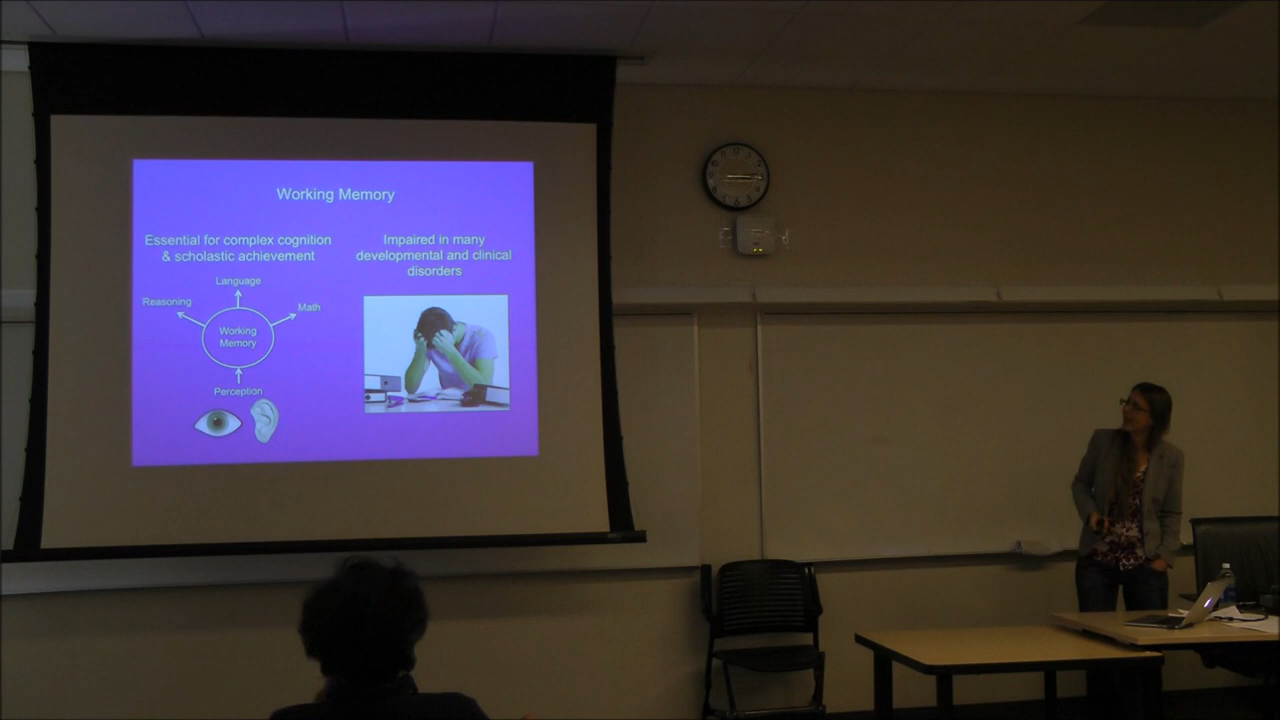 Working Memory
Essential for complex cognition
& scholastic achievement
Impaired in many
developmental and clinical
disorders
Language
Reasoning
Math
Working
Memory
Perception